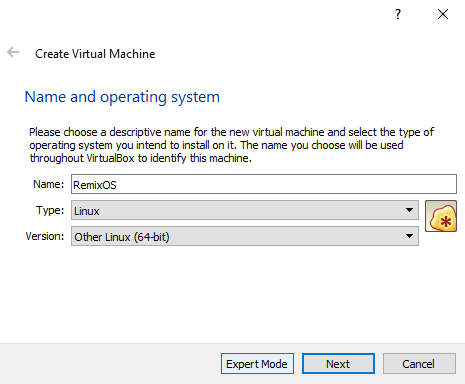 ?
Create Virtual Machine
Name and operating system
Please choose a descriptive name for the new virtual machine and select the type of
operating system you intend to install on it. The name you choose will be used
throughout VirtualBox to identify this machine.
Name: RemixOS
Type: Linux
Version: Other Linux (64-bit)
Expert Mode Next Cancel